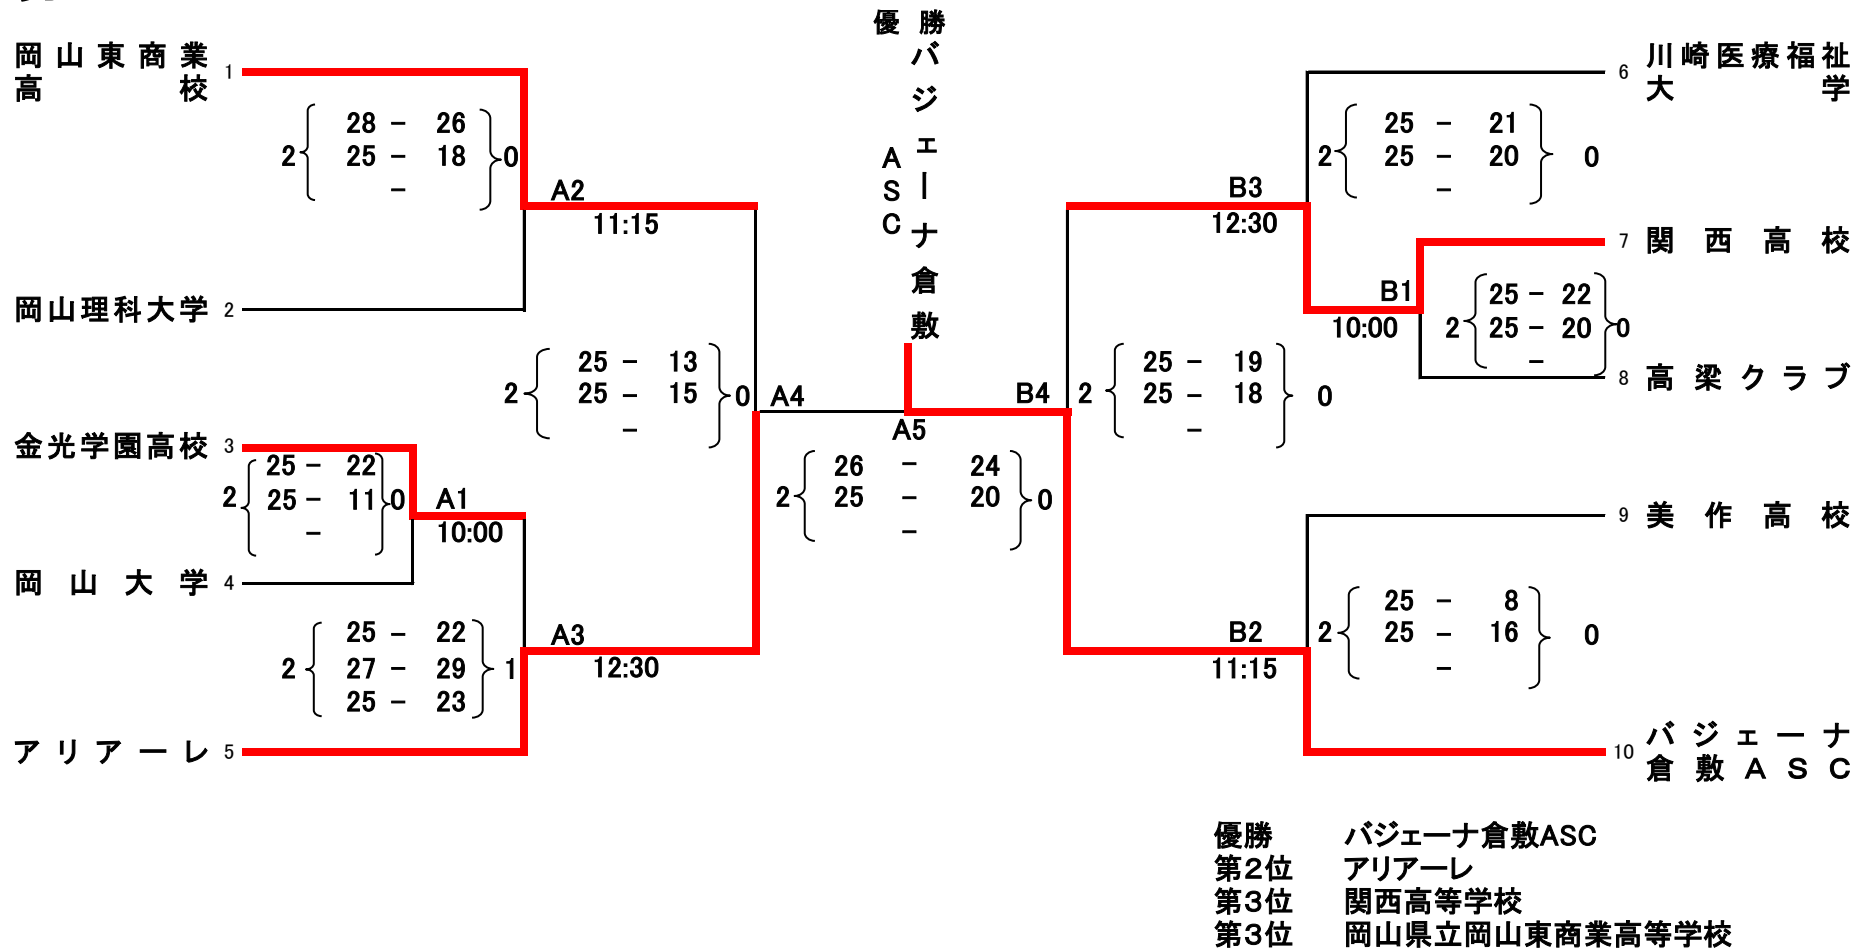 優勝
バジェーナ倉敷
ASC
岡山東商業
高校
1
28 - 26
2 25 - 18 0
-
A2
11:15
岡山理科大学 2
2 25 - 13 0
25 - 15
-
A4
金光学園高校 3
25 - 22
2 25 - 11 0
-
A1
10:00
岡山大学 4
25 - 22
2 27 - 29 1
25 - 23
A3
12:30
アリアーレ 5
A5
26 - 24
2 25 - 20 0
-
B4
25 - 19
2 25 - 18 0
-
B3
12:30
25 - 21
2 25 - 20 0
-
6 川崎医療福祉
大学
7 関西高校
B1
10:00
25 - 22
2 25 - 20 0
-
8 高梁クラブ
9 美作高校
25 - 8
2 25 - 16 0
-
B2
11:15
10 バジェーナ
倉敷ASC
優勝 バジェーナ倉敷ASC
第2位 アリアーレ
第3位 関西高等学校
第3位 岡山県立岡山東商業高等学校